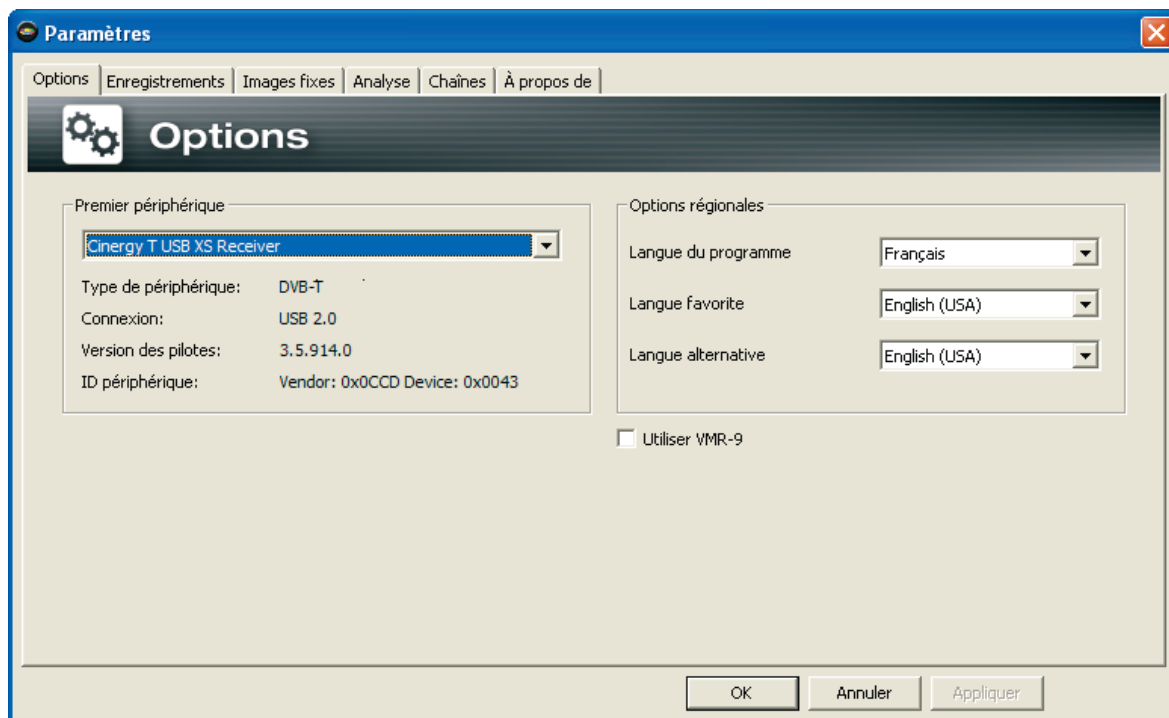 Paramètres
Options Enregistrements Images fixes Analyse Chaînes À propos de
Options
Premier périphérique
Cinergy T USB XS Receiver
Type de périphérique: DVB-T
Connexion: USB 2.0
Version des pilotes: 3.5.914.0
ID périphérique: Vendor: 0x0CCD Device: 0x0043
Options régionales
Langue du programme Français
Langue favorite English (USA)
Langue alternative English (USA)
Utiliser VMR-9
OK Annuler Appliquer